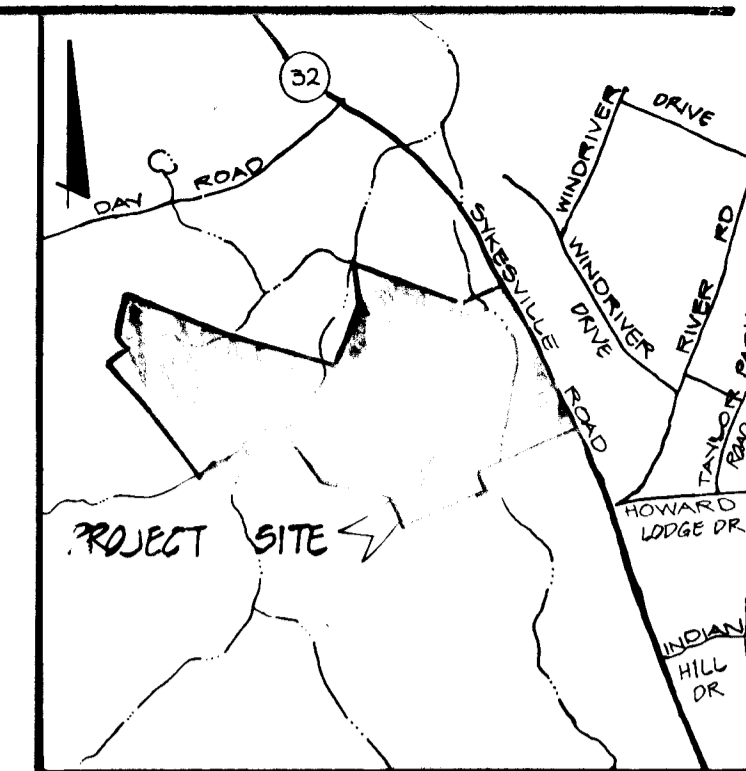 32
DAY ROAD
WINDRIVER
DRIVE
SYKESVILLE
ROAD
WINDRIVER
DRIVE
RIVER RD
TAYLOR
ROAD
HOWARD
LODGE DR
PROJECT SITE
INDIAN
HILL
DR